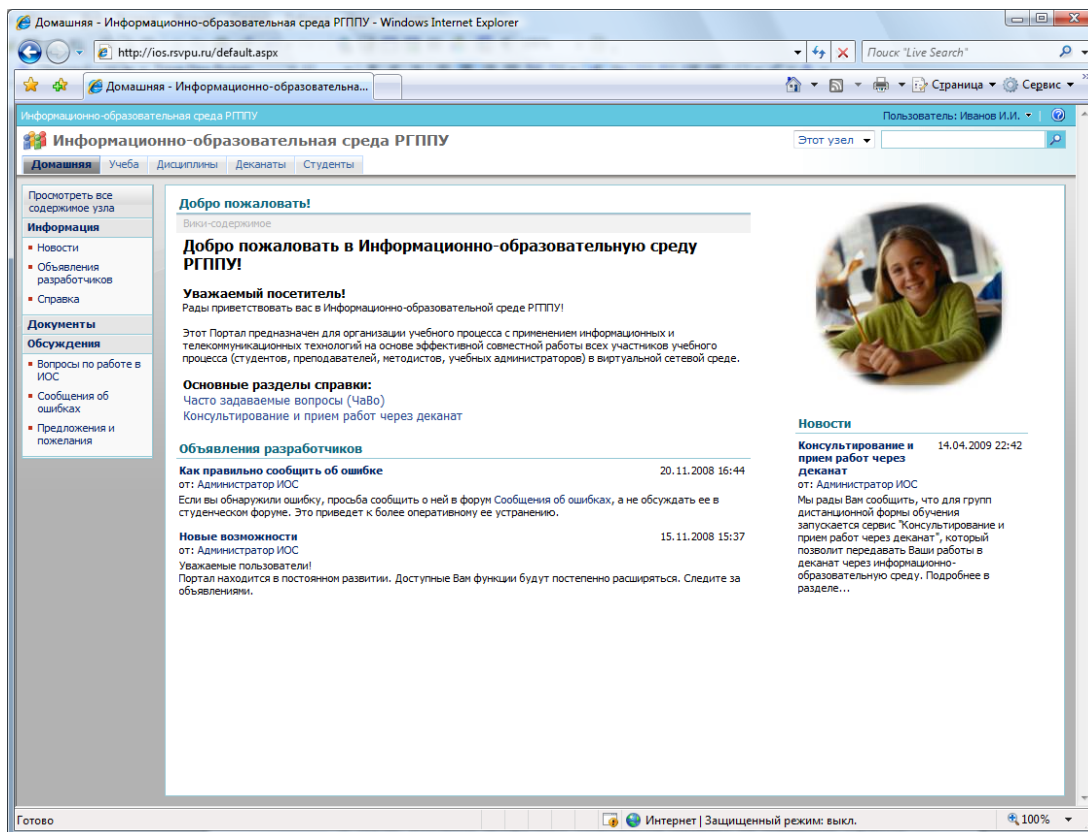 Домашняя - Информационно-образовательная среда РГППУ - Windows Internet Explorer
http://ios.rsvpu.ru/default.aspx
Поиск "Live Search"
Домашняя - Информационно-образовательна...
Страница
Сервис
Информационно-образовательная среда РГППУ
Пользователь: Иванов И.И.
Информационно-образовательная среда РГППУ
Этот узел
Домашняя Учеба Дисциплины Деканаты Студенты
Просмотреть все
содержимое узла
Информация
Новости
Объявления
разработчиков
Справка
Документы
Обсуждения
Вопросы по работе в
ИОС
Сообщения об
ошибках
Предложения и
пожелания
Добро пожаловать!
Вики-содержимое
Добро пожаловать в Информационно-образовательную среду
РГППУ!
Уважаемый посетитель!
Рады приветствовать вас в Информационно-образовательной среде РГППУ!
Этот Портал предназначен для организации учебного процесса с применением информационных и
телекоммуникационных технологий на основе эффективной совместной работы всех участников учебного
процесса (студентов, преподавателей, методистов, учебных администраторов) в виртуальной сетевой среде.
Основные разделы справки:
Часто задаваемые вопросы (ЧаВо)
Консультирование и прием работ через деканат
Объявления разработчиков
Как правильно сообщить об ошибке 20.11.2008 16:44
от: Администратор ИОС
Если вы обнаружили ошибку, просьба сообщить о ней в форум Сообщения об ошибках, а не обсуждать ее в
студенческом форуме. Это приведет к более оперативному ее устранению.
Новые возможности 15.11.2008 15:37
от: Администратор ИОС
Уважаемые пользователи!
Портал находится в постоянном развитии. Доступные Вам функции будут постепенно расширяться. Следите за
объявлениями.
Новости
Консультирование и 14.04.2009 22:42
прием работ через
деканат
от: Администратор ИОС
Мы рады Вам сообщить, что для групп
дистанционной формы обучения
запускается сервис "Консультирование и
прием работ через деканат", который
позволит передавать Ваши работы в
деканат через информационно-
образовательную среду. Подробнее в
разделе...
Готово
Интернет | Защищенный режим: выкл.
100%